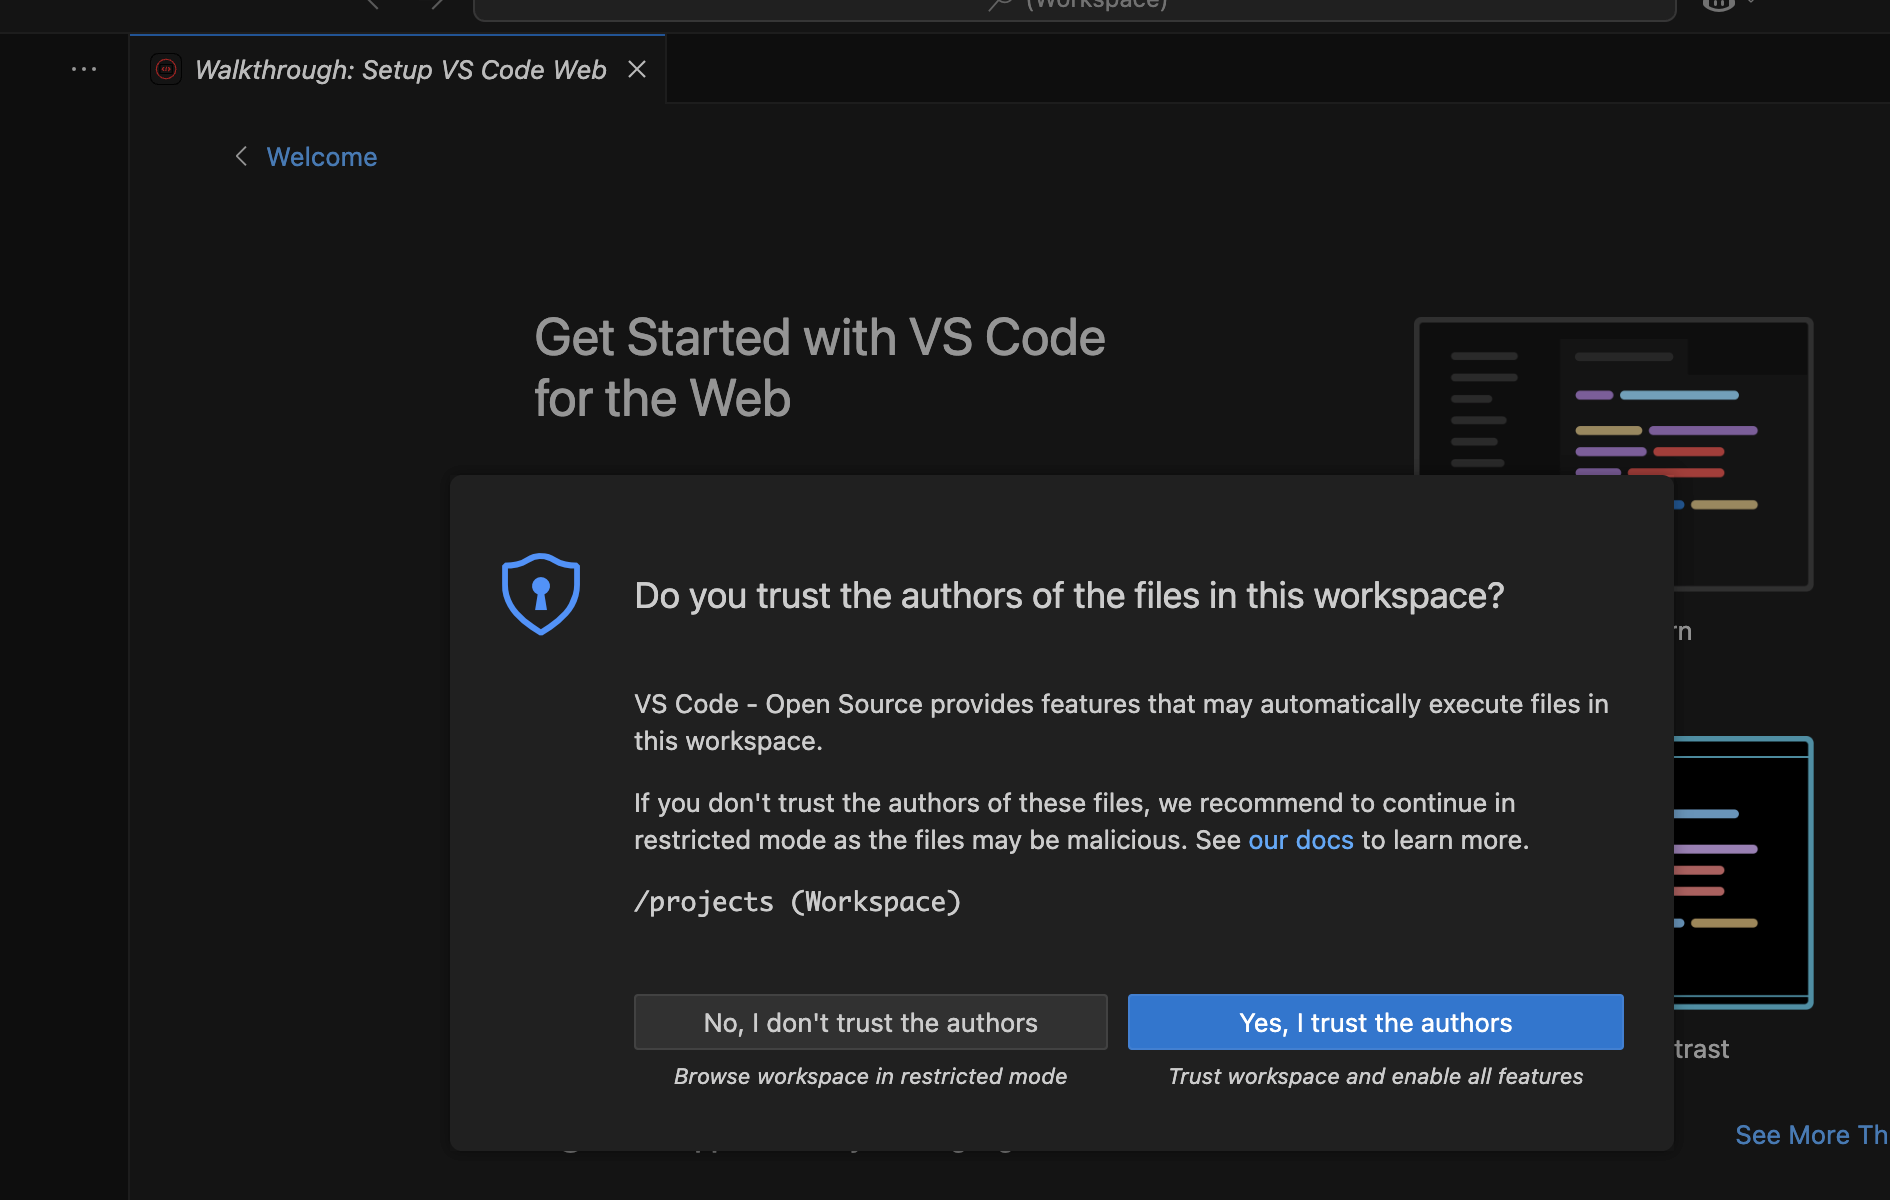 (Workspace)
Walkthrough: Setup VS Code Web
Welcome
Get Started with VS Code
for the Web
Do you trust the authors of the files in this workspace?
VS Code - Open Source provides features that may automatically execute files in
this workspace.
If you don't trust the authors of these files, we recommend to continue in
restricted mode as the files may be malicious. See our docs to learn more.
/projects (Workspace)
No, I don't trust the authors
Yes, I trust the authors
Browse workspace in restricted mode
Trust workspace and enable all features
See More